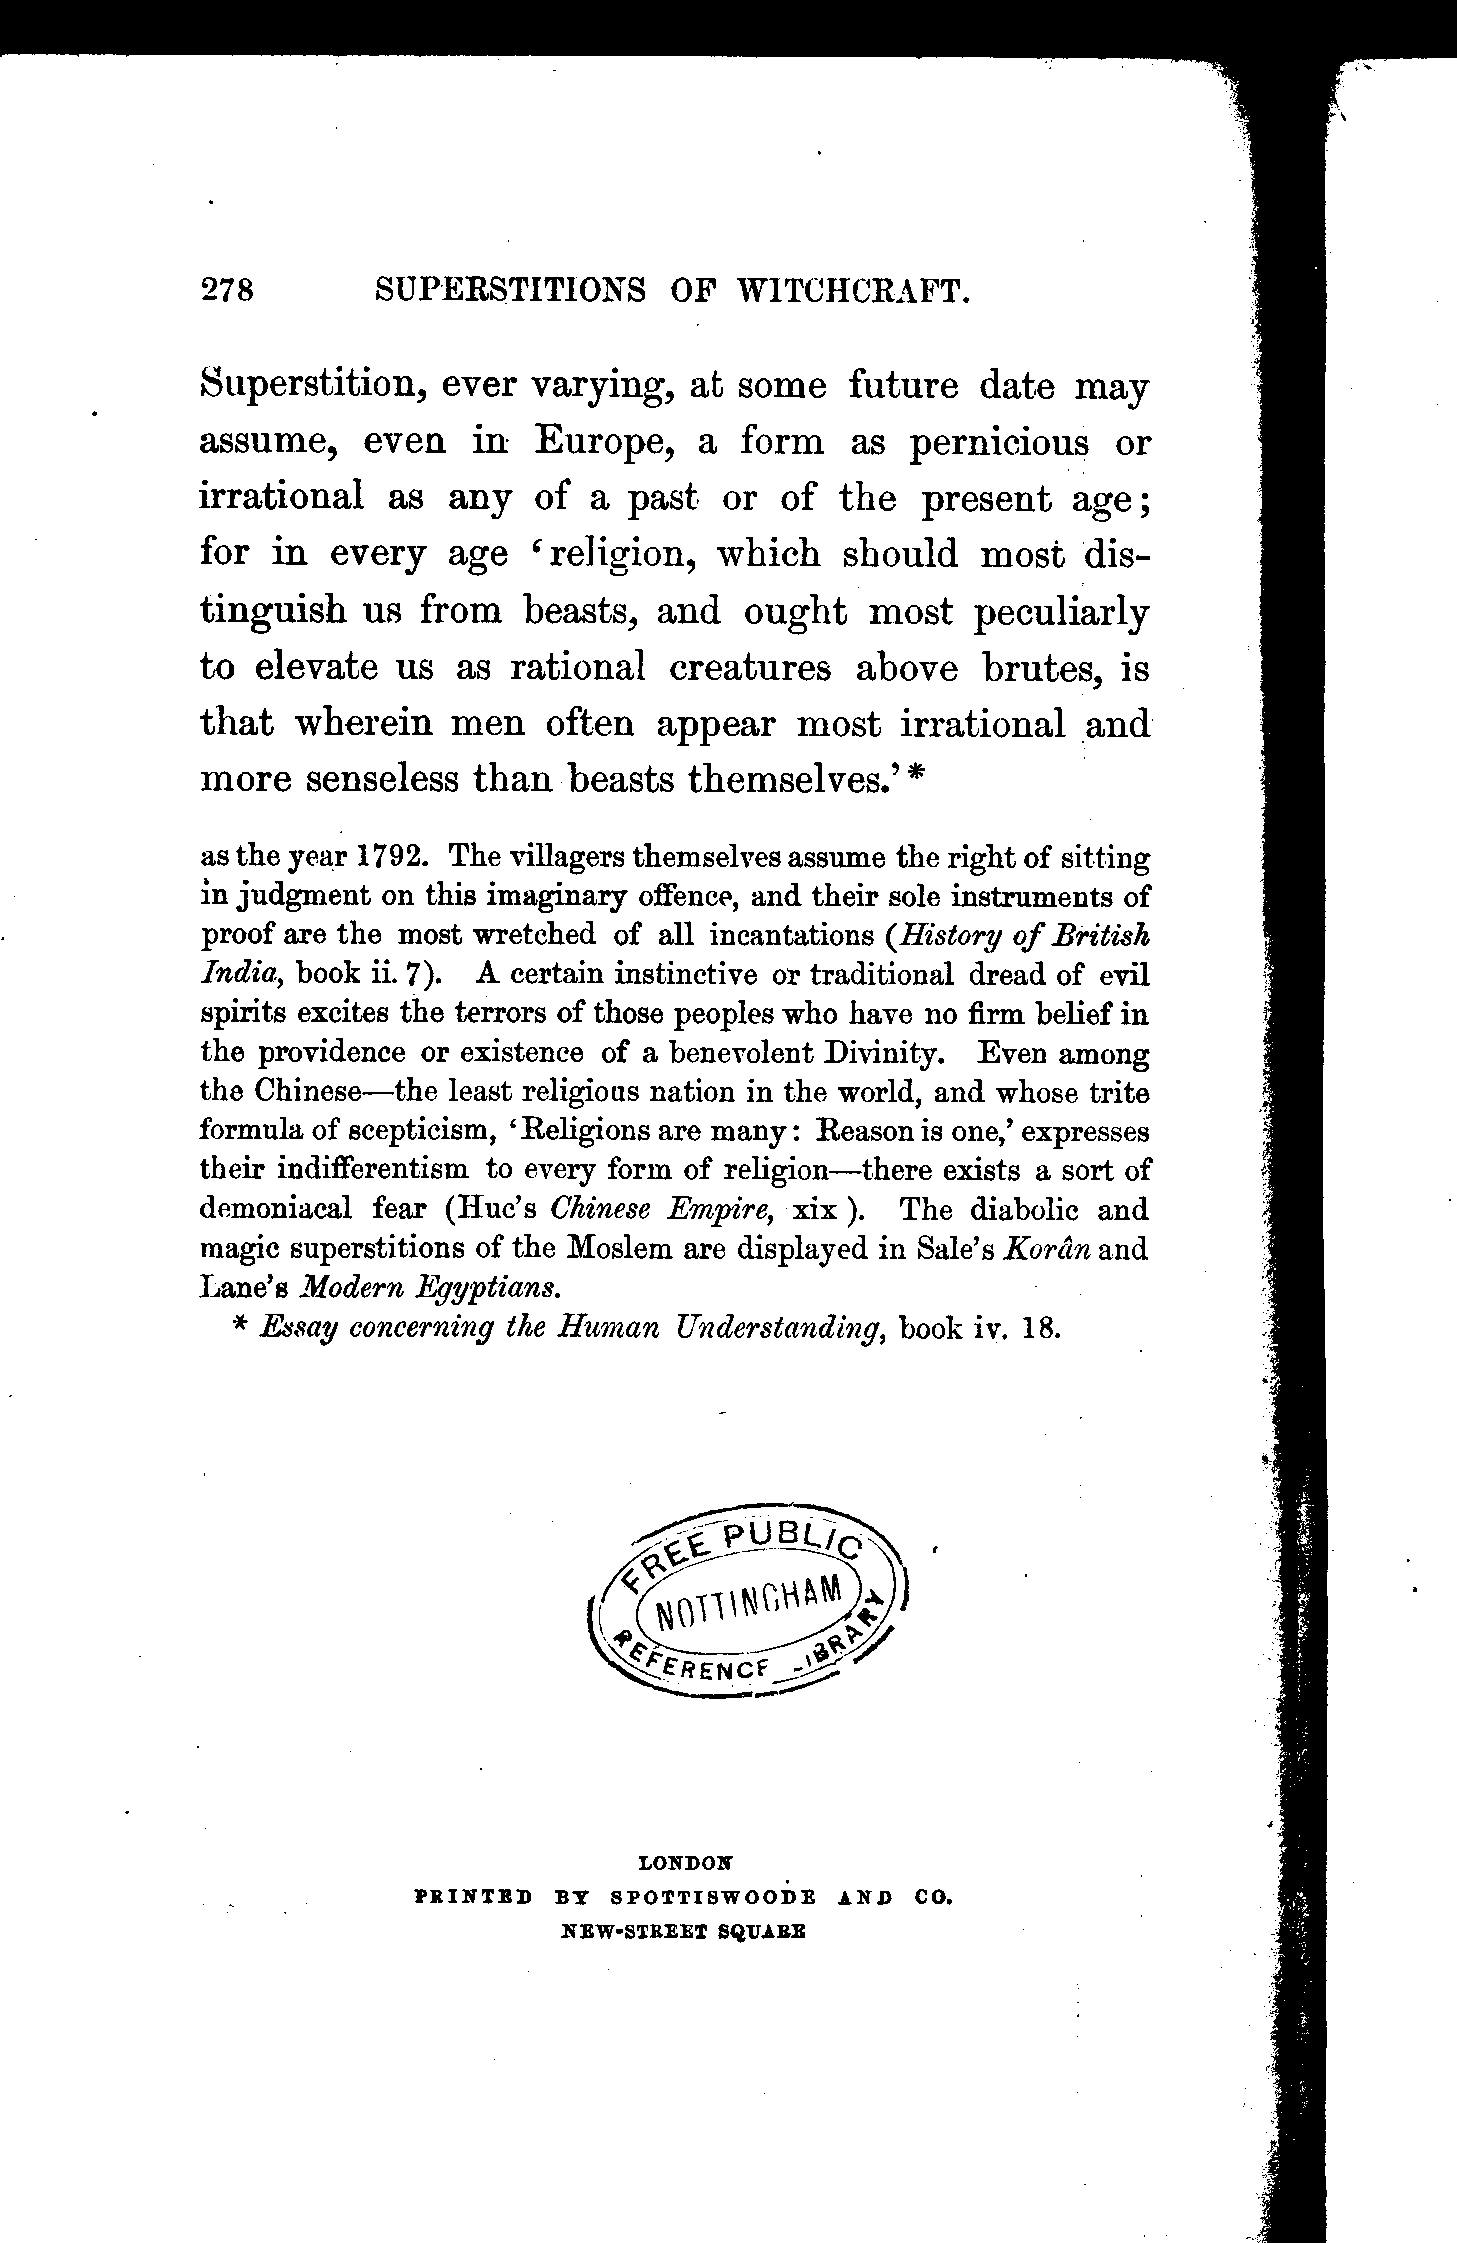 278 SUPERSTITIONS OF WITCHCRAFT.
Superstition, ever varying, at some future date may
assume, even in Europe, a form as pernicious or
irrational as any of a past or of the present age;
for in every age ‘religion, which should most dis-
tinguish us from beasts, and ought most peculiarly
to elevate us as rational creatures above brutes, is
that wherein men often appear most irrational and
more senseless than beasts themselves.’*
as the year 1792. The villagers themselves assume the right of sitting
in judgment on this imaginary offence, and their sole instruments of
proof are the most wretched of all incantations (History of British
India, book ii. 7). A certain instinctive or traditional dread of evil
spirits excites the terrors of those peoples who have no firm belief in
the providence or existence of a benevolent Divinity. Even among
the Chinese—the least religious nation in the world, and whose trite
formula of scepticism, ‘Religions are many: Reason is one,’ expresses
their indifferentism to every form of religion—there exists a sort of
demoniacal fear (Huc’s Chinese Empire, xix ). The diabolic and
magic superstitions of the Moslem are displayed in Sale’s Korân and
Lane’s Modern Egyptians.
* Essay concerning the Human Understanding, book iv. 18.
FREE PUBLIC
NOTTINGHAM
REFERENCE LIBRARY
LONDON
PRINTED BY SPOTTISWOODE AND CO.
NEW-STREET SQUARE